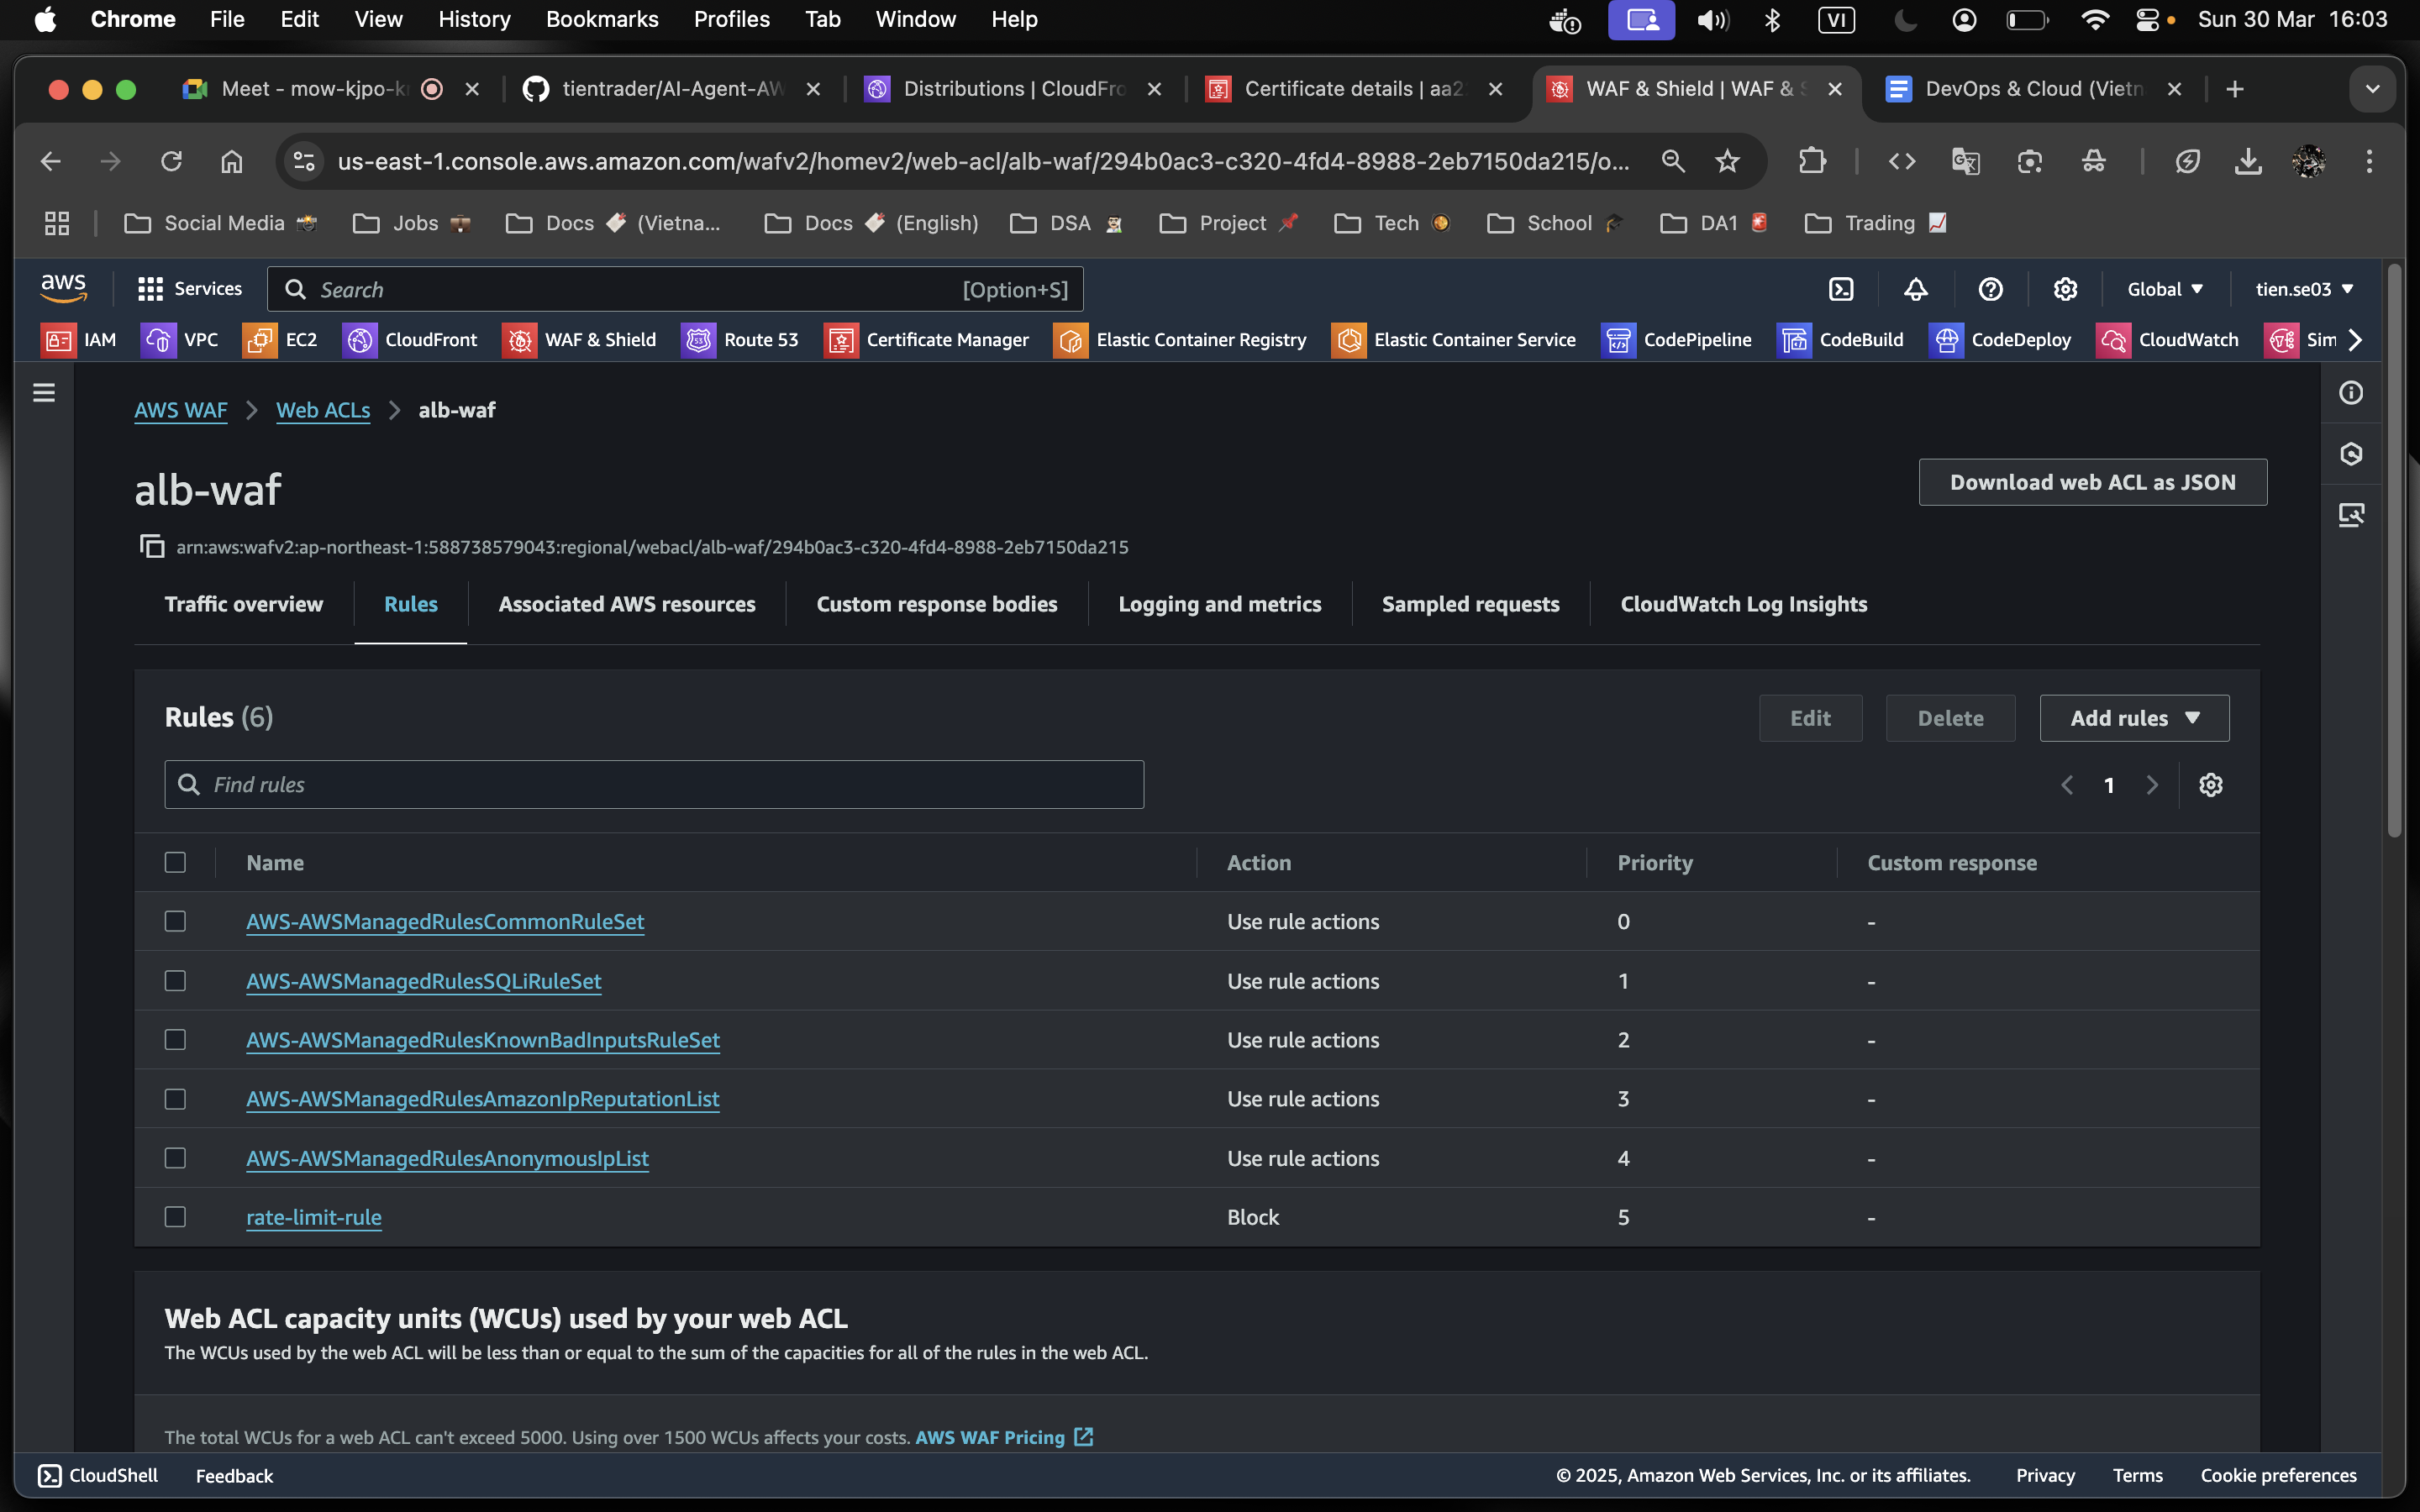 Chrome File Edit View History Bookmarks Profiles Tab Window Help VI Sun 30 Mar 16:03
Meet - mow-kjpo-k tientrader/AI-Agent-AW Distributions | CloudFro Certificate details | aa2 WAF & Shield | WAF & S DevOps & Cloud (Vietn
us-east-1.console.aws.amazon.com/wafv2/homev2/web-acl/alb-waf/294b0ac3-c320-4fd4-8988-2eb7150da215/o...
Social Media Jobs Docs (Vietna... Docs (English) DSA Project Tech School DA1 Trading
aws Services Search [Option+S] Global tien.se03
IAM VPC EC2 CloudFront WAF & Shield Route 53 Certificate Manager Elastic Container Registry Elastic Container Service CodePipeline CodeBuild CodeDeploy CloudWatch Sim
AWS WAF Web ACLs alb-waf
alb-waf
Download web ACL as JSON
arn:aws:wafv2:ap-northeast-1:588738579043:regional/webacl/alb-waf/294b0ac3-c320-4fd4-8988-2eb7150da215
Traffic overview Rules Associated AWS resources Custom response bodies Logging and metrics Sampled requests CloudWatch Log Insights
Rules (6) Edit Delete Add rules
Find rules 1
Name Action Priority Custom response
AWS-AWSManagedRulesCommonRuleSet Use rule actions 0 -
AWS-AWSManagedRulesSQLiRuleSet Use rule actions 1 -
AWS-AWSManagedRulesKnownBadInputsRuleSet Use rule actions 2 -
AWS-AWSManagedRulesAmazonIpReputationList Use rule actions 3 -
AWS-AWSManagedRulesAnonymousIpList Use rule actions 4 -
rate-limit-rule Block 5 -
Web ACL capacity units (WCUs) used by your web ACL
The WCUs used by the web ACL will be less than or equal to the sum of the capacities for all of the rules in the web ACL.
The total WCUs for a web ACL can't exceed 5000. Using over 1500 WCUs affects your costs. AWS WAF Pricing
CloudShell Feedback © 2025, Amazon Web Services, Inc. or its affiliates. Privacy Terms Cookie preferences